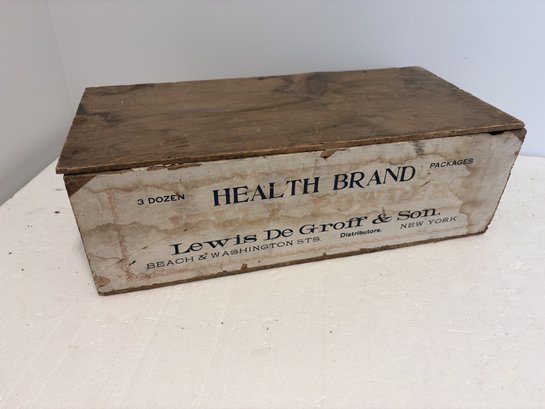 3 DOZEN HEALTH BRAND PACKAGES
Lewis De Groff & Son,
BEACH & WASHINGTON STS. Distributors. NEW YORK